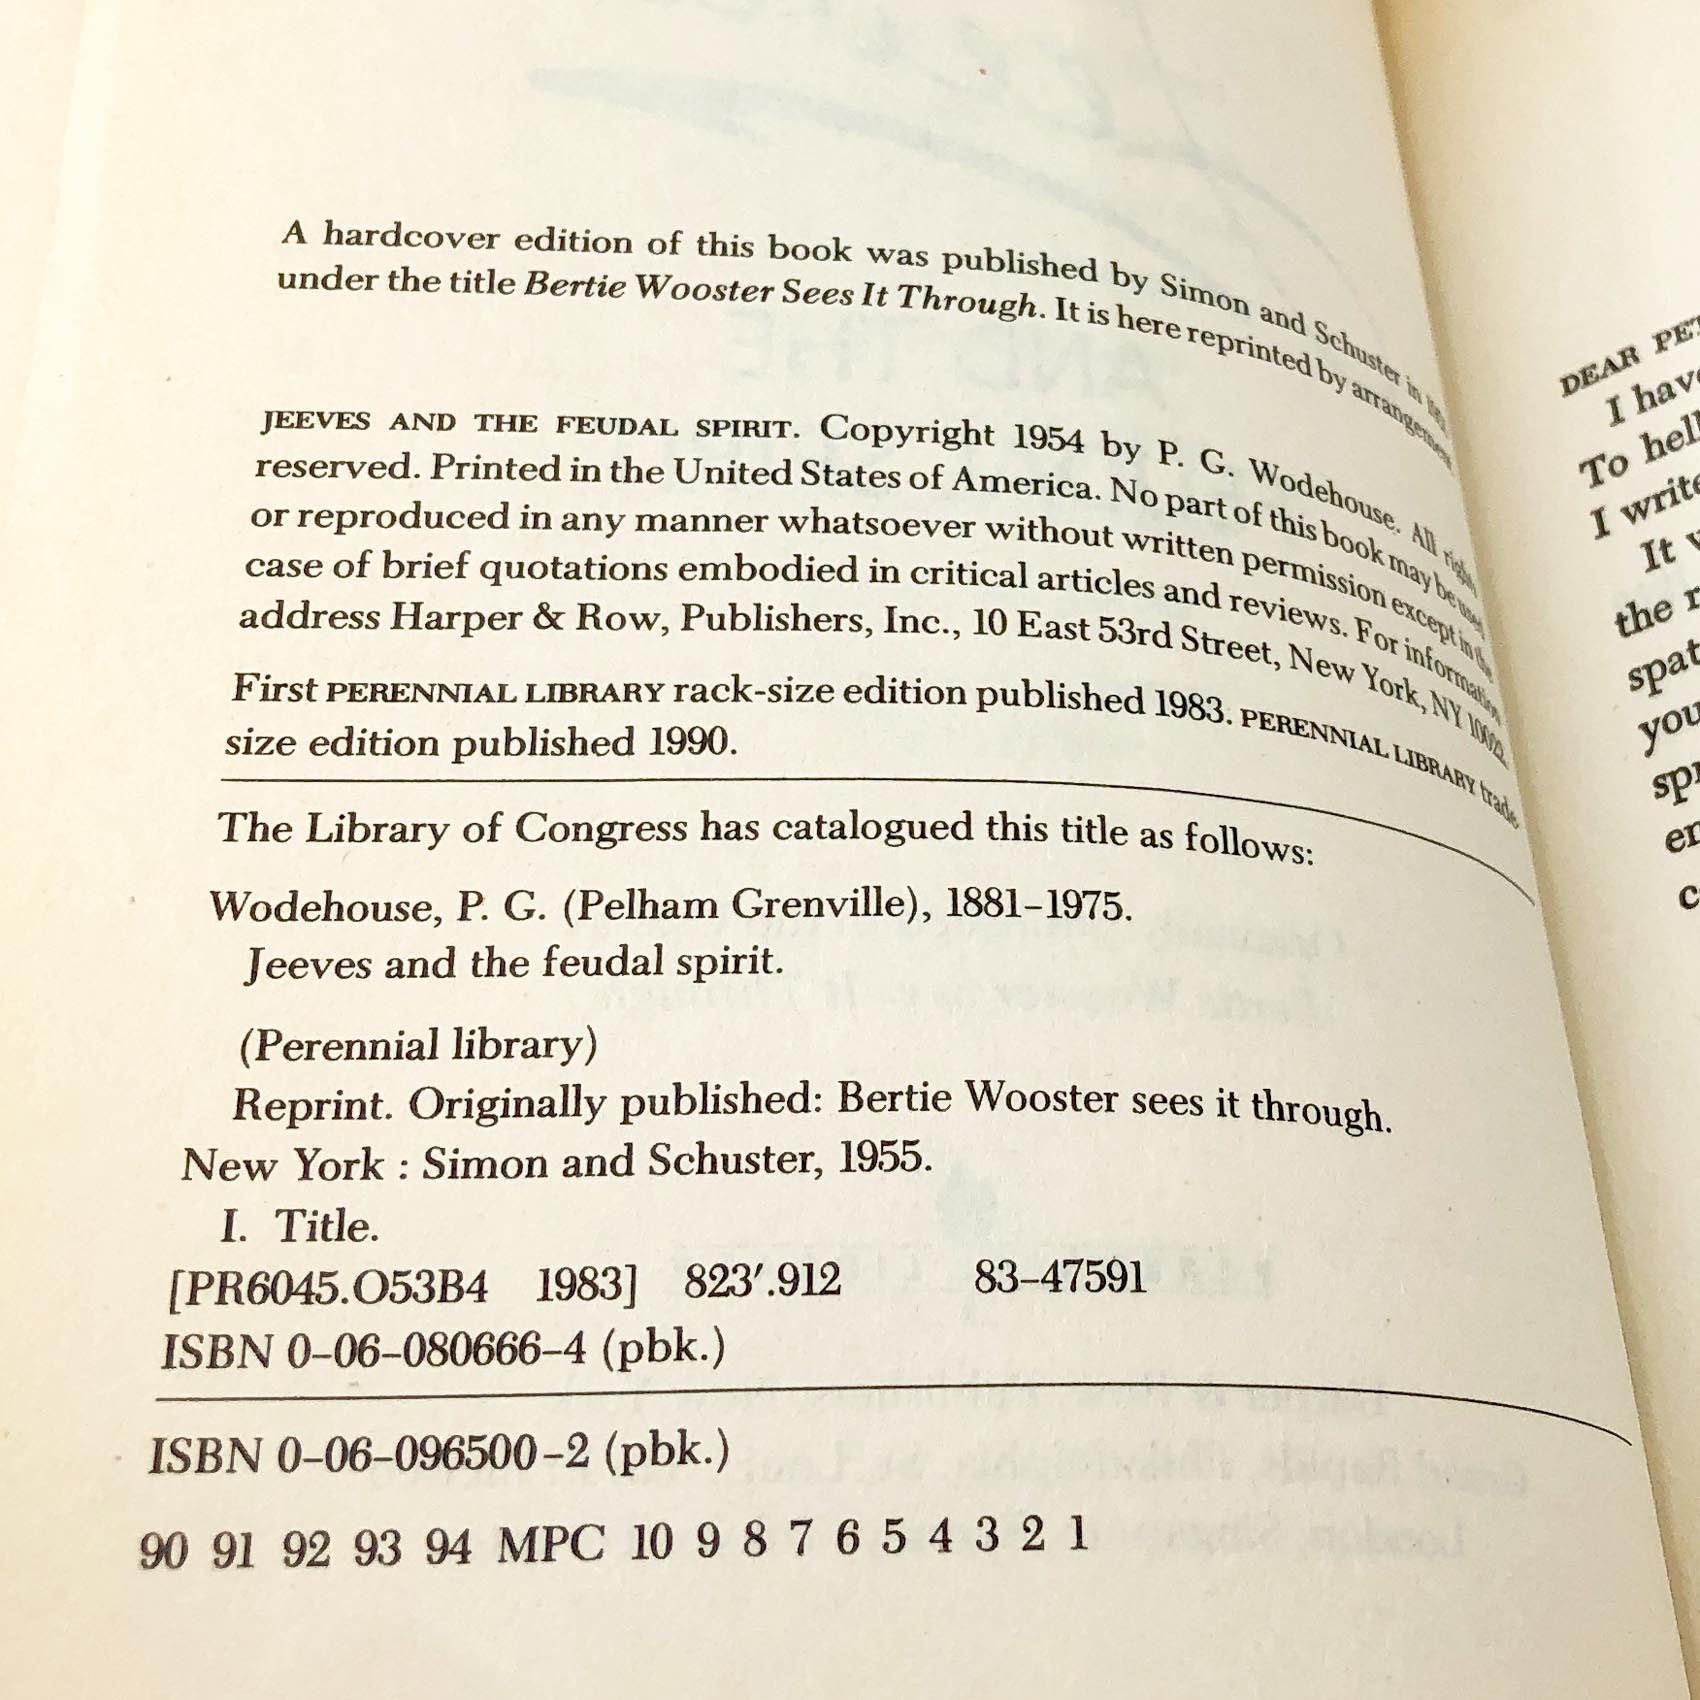 A hardcover edition of this book was published by Simon and Schuster in
under the title Bertie Wooster Sees It Through. It is here reprinted by arrangement
JEEVES AND THE FEUDAL SPIRIT. Copyright 1954 by P. G. Wodehouse. All rights
reserved. Printed in the United States of America. No part of this book may be used
or reproduced in any manner whatsoever without written permission except in the
case of brief quotations embodied in critical articles and reviews. For information
address Harper & Row, Publishers, Inc., 10 East 53rd Street, New York, NY 10022.
First PERENNIAL LIBRARY rack-size edition published 1983. PERENNIAL LIBRARY trade
size edition published 1990.
The Library of Congress has catalogued this title as follows:
Wodehouse, P. G. (Pelham Grenville), 1881–1975.
Jeeves and the feudal spirit.
(Perennial library)
Reprint. Originally published: Bertie Wooster sees it through.
New York : Simon and Schuster, 1955.
I. Title.
[PR6045.O53B4 1983] 823′.912 83–47591
ISBN 0–06–080666–4 (pbk.)
ISBN 0–06–096500–2 (pbk.)
90 91 92 93 94 MPC 10 9 8 7 6 5 4 3 2 1
DEAR
I
To
I write
It
the